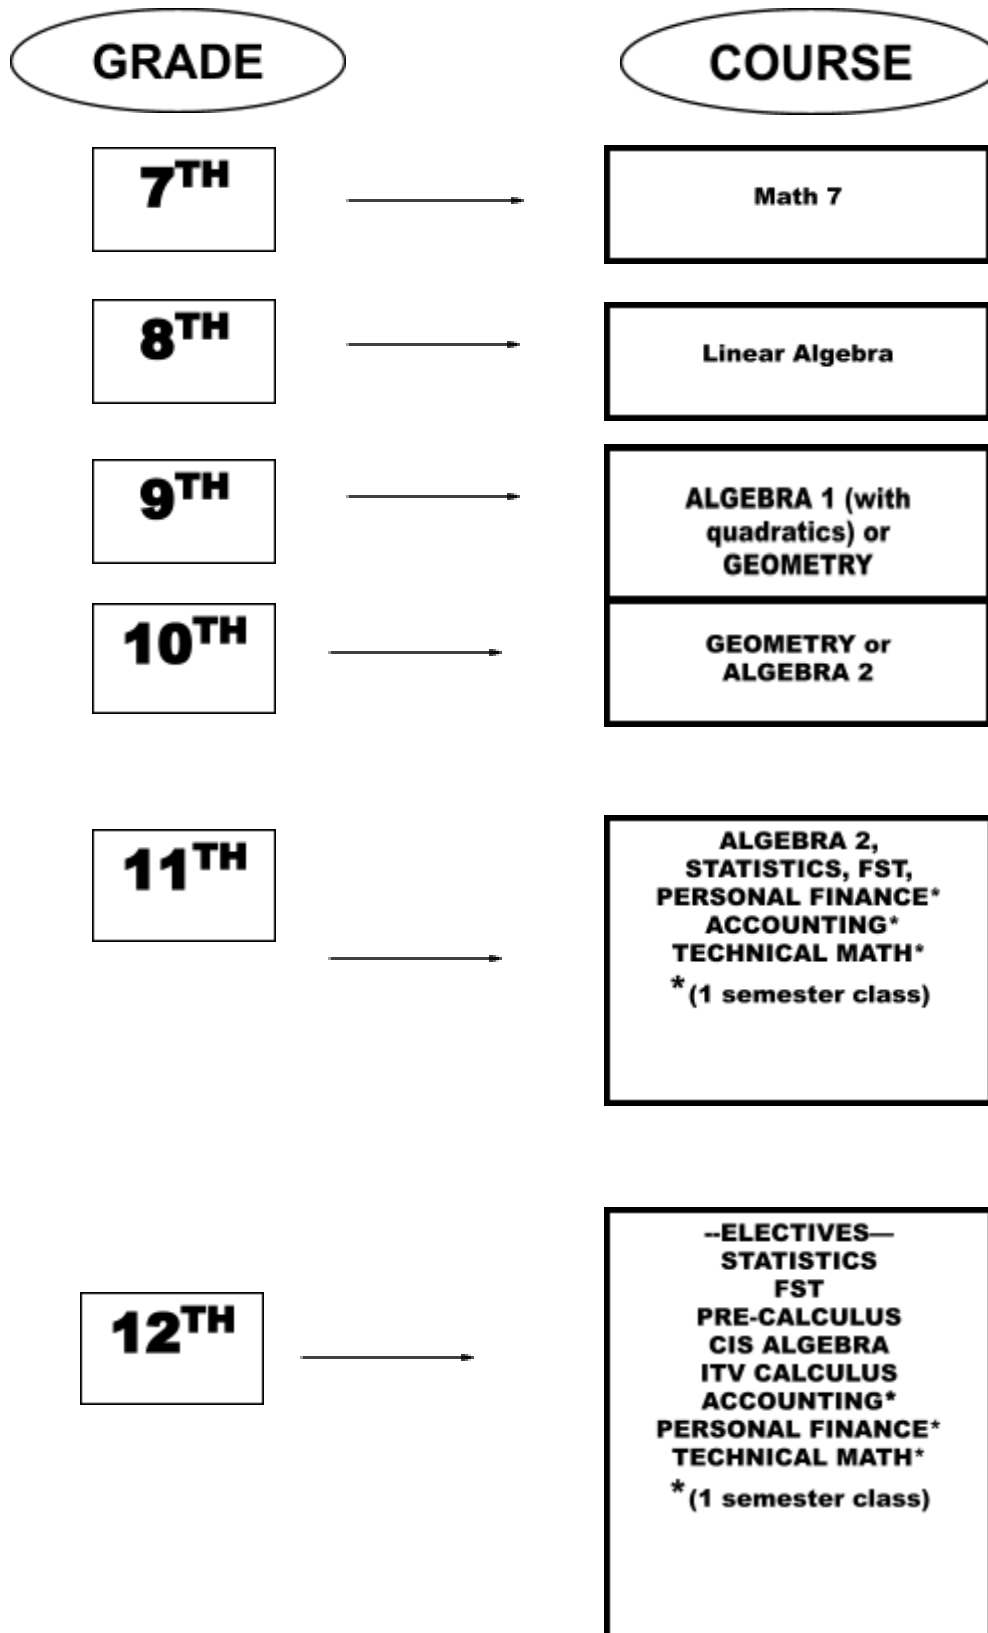 GRADE COURSE
7TH Math 7
8TH Linear Algebra
9TH ALGEBRA 1 (with
quadratics) or
GEOMETRY
10TH GEOMETRY or
ALGEBRA 2
11TH ALGEBRA 2,
STATISTICS, FST,
PERSONAL FINANCE*
ACCOUNTING*
TECHNICAL MATH*
*(1 semester class)
12TH --ELECTIVES—
STATISTICS
FST
PRE-CALCULUS
CIS ALGEBRA
ITV CALCULUS
ACCOUNTING*
PERSONAL FINANCE*
TECHNICAL MATH*
*(1 semester class)